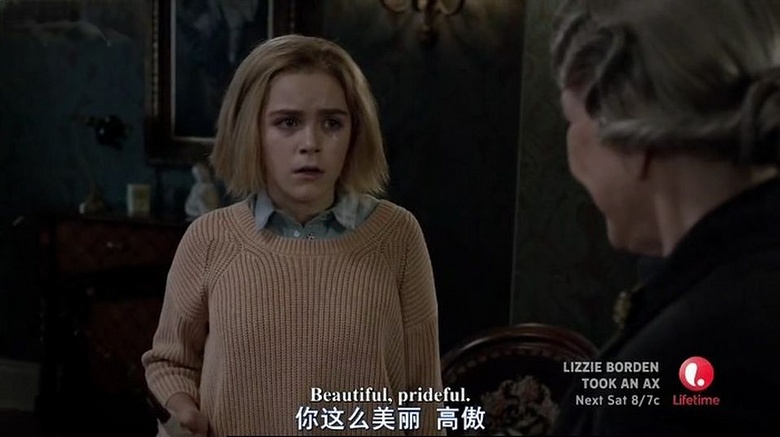 LIZZIE BORDEN
TOOK AN AX
Next Sat 8/7c
Lifetime
Beautiful, prideful.
你这么美丽 高傲